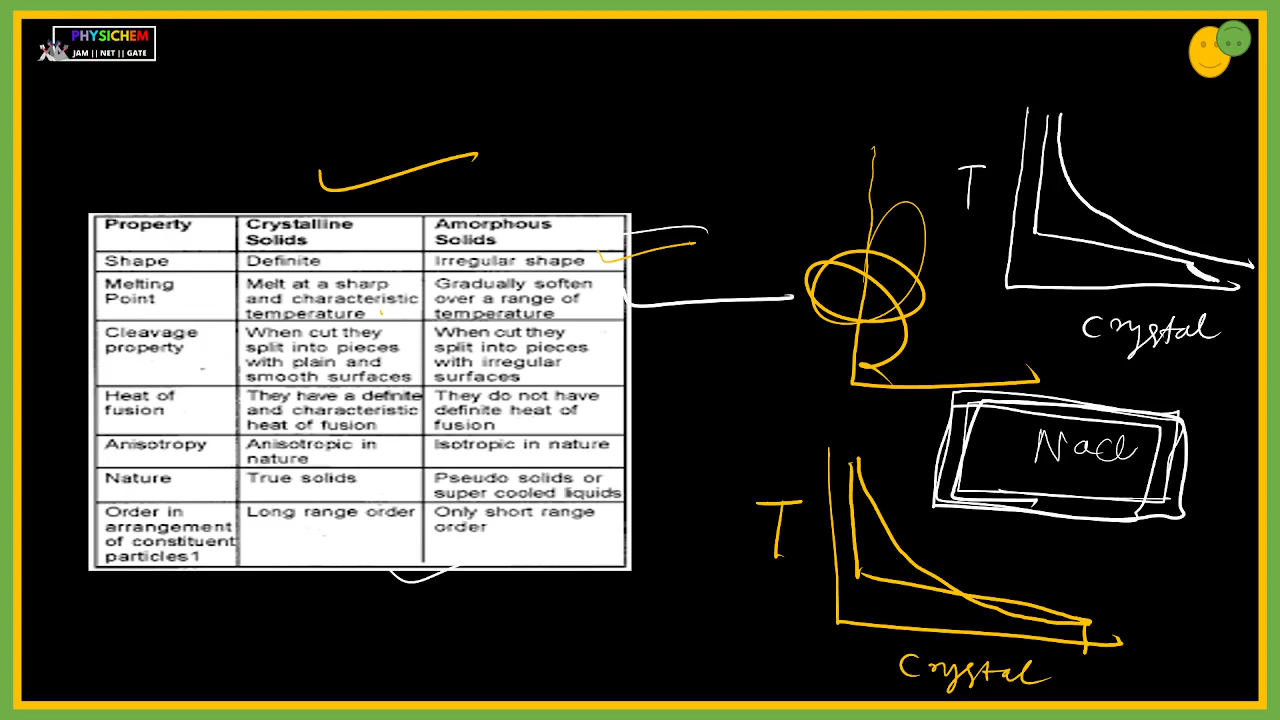 PHYSICHEM
JAM || NET || GATE
Property Crystalline Solids Amorphous Solids
Shape Definite Irregular shape
Melting Point Melt at a sharp and characteristic temperature Gradually soften over a range of temperature
Cleavage property When cut they split into pieces with plain and smooth surfaces When cut they split into pieces with irregular surfaces
Heat of fusion They have a definite and characteristic heat of fusion They do not have definite heat of fusion
Anisotropy Anisotropic in nature Isotropic in nature
Nature True solids Pseudo solids or super cooled liquids
Order in arrangement of constituent particles1 Long range order Only short range order
T
Crystal
NaCl
T
Crystal